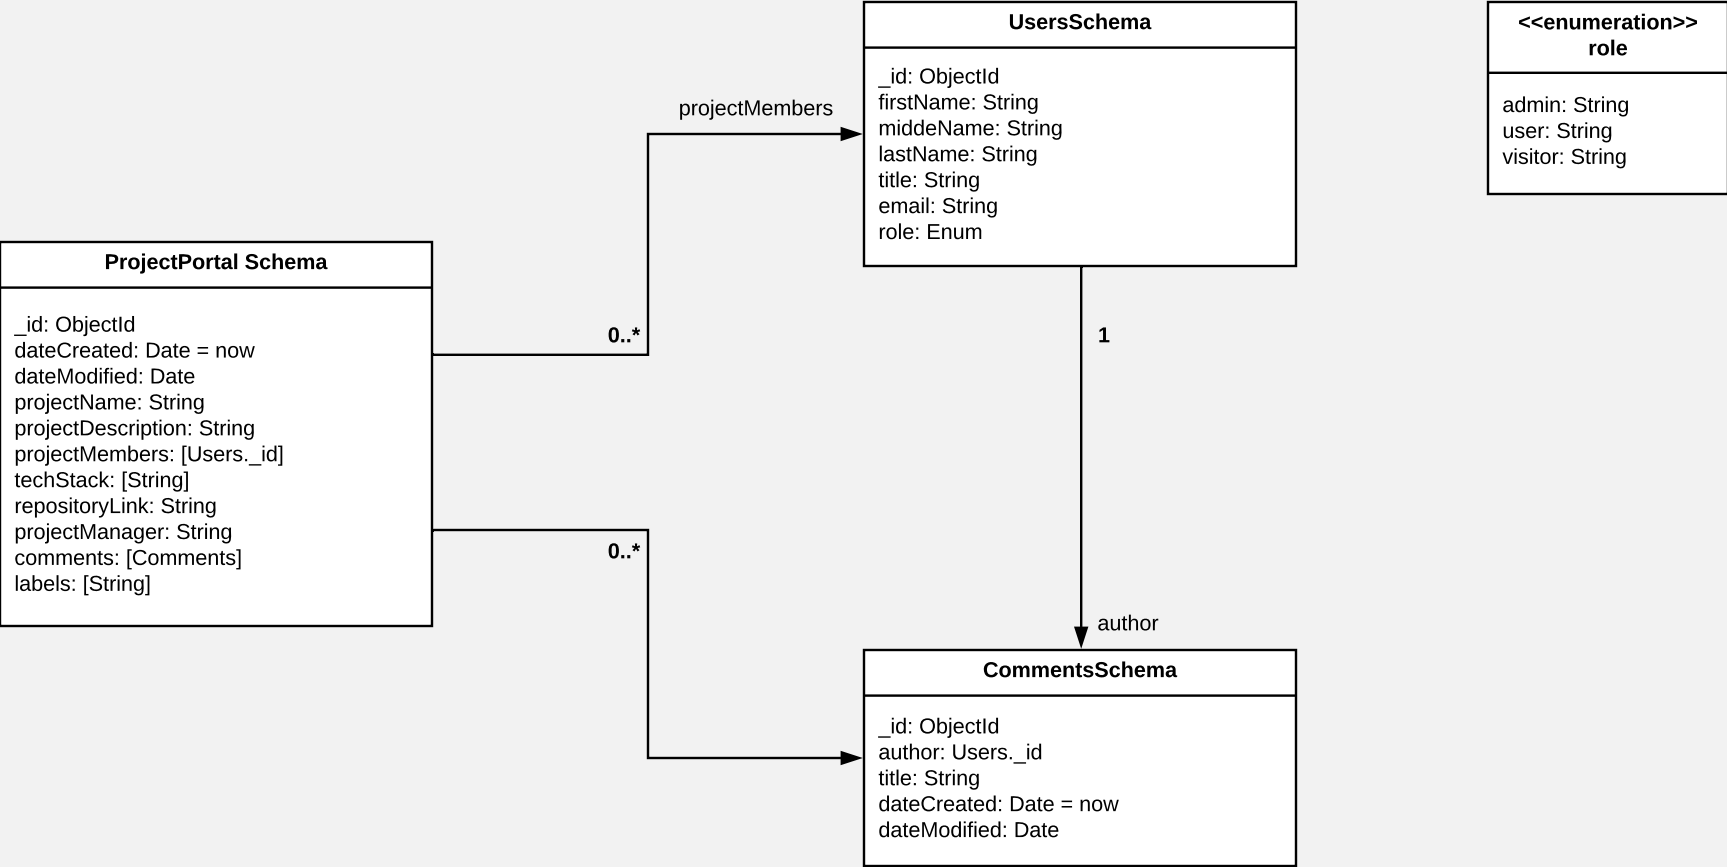 UsersSchema
_id: ObjectId
firstName: String
middeName: String
lastName: String
title: String
email: String
role: Enum
<<enumeration>>
role
admin: String
user: String
visitor: String
projectMembers
0..*
ProjectPortal Schema
_id: ObjectId
dateCreated: Date = now
dateModified: Date
projectName: String
projectDescription: String
projectMembers: [Users._id]
techStack: [String]
repositoryLink: String
projectManager: String
comments: [Comments]
labels: [String]
0..*
1
author
CommentsSchema
_id: ObjectId
author: Users._id
title: String
dateCreated: Date = now
dateModified: Date